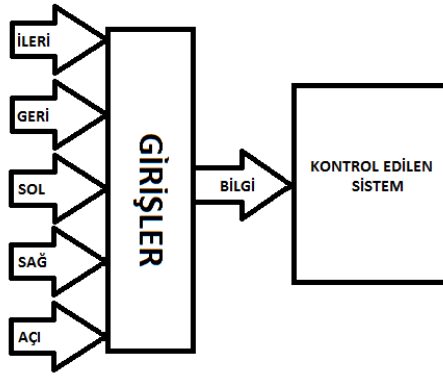 İLERİ
GERİ
SOL
SAĞ
AÇI
GİRİŞLER
BİLGİ
KONTROL EDİLEN
SİSTEM